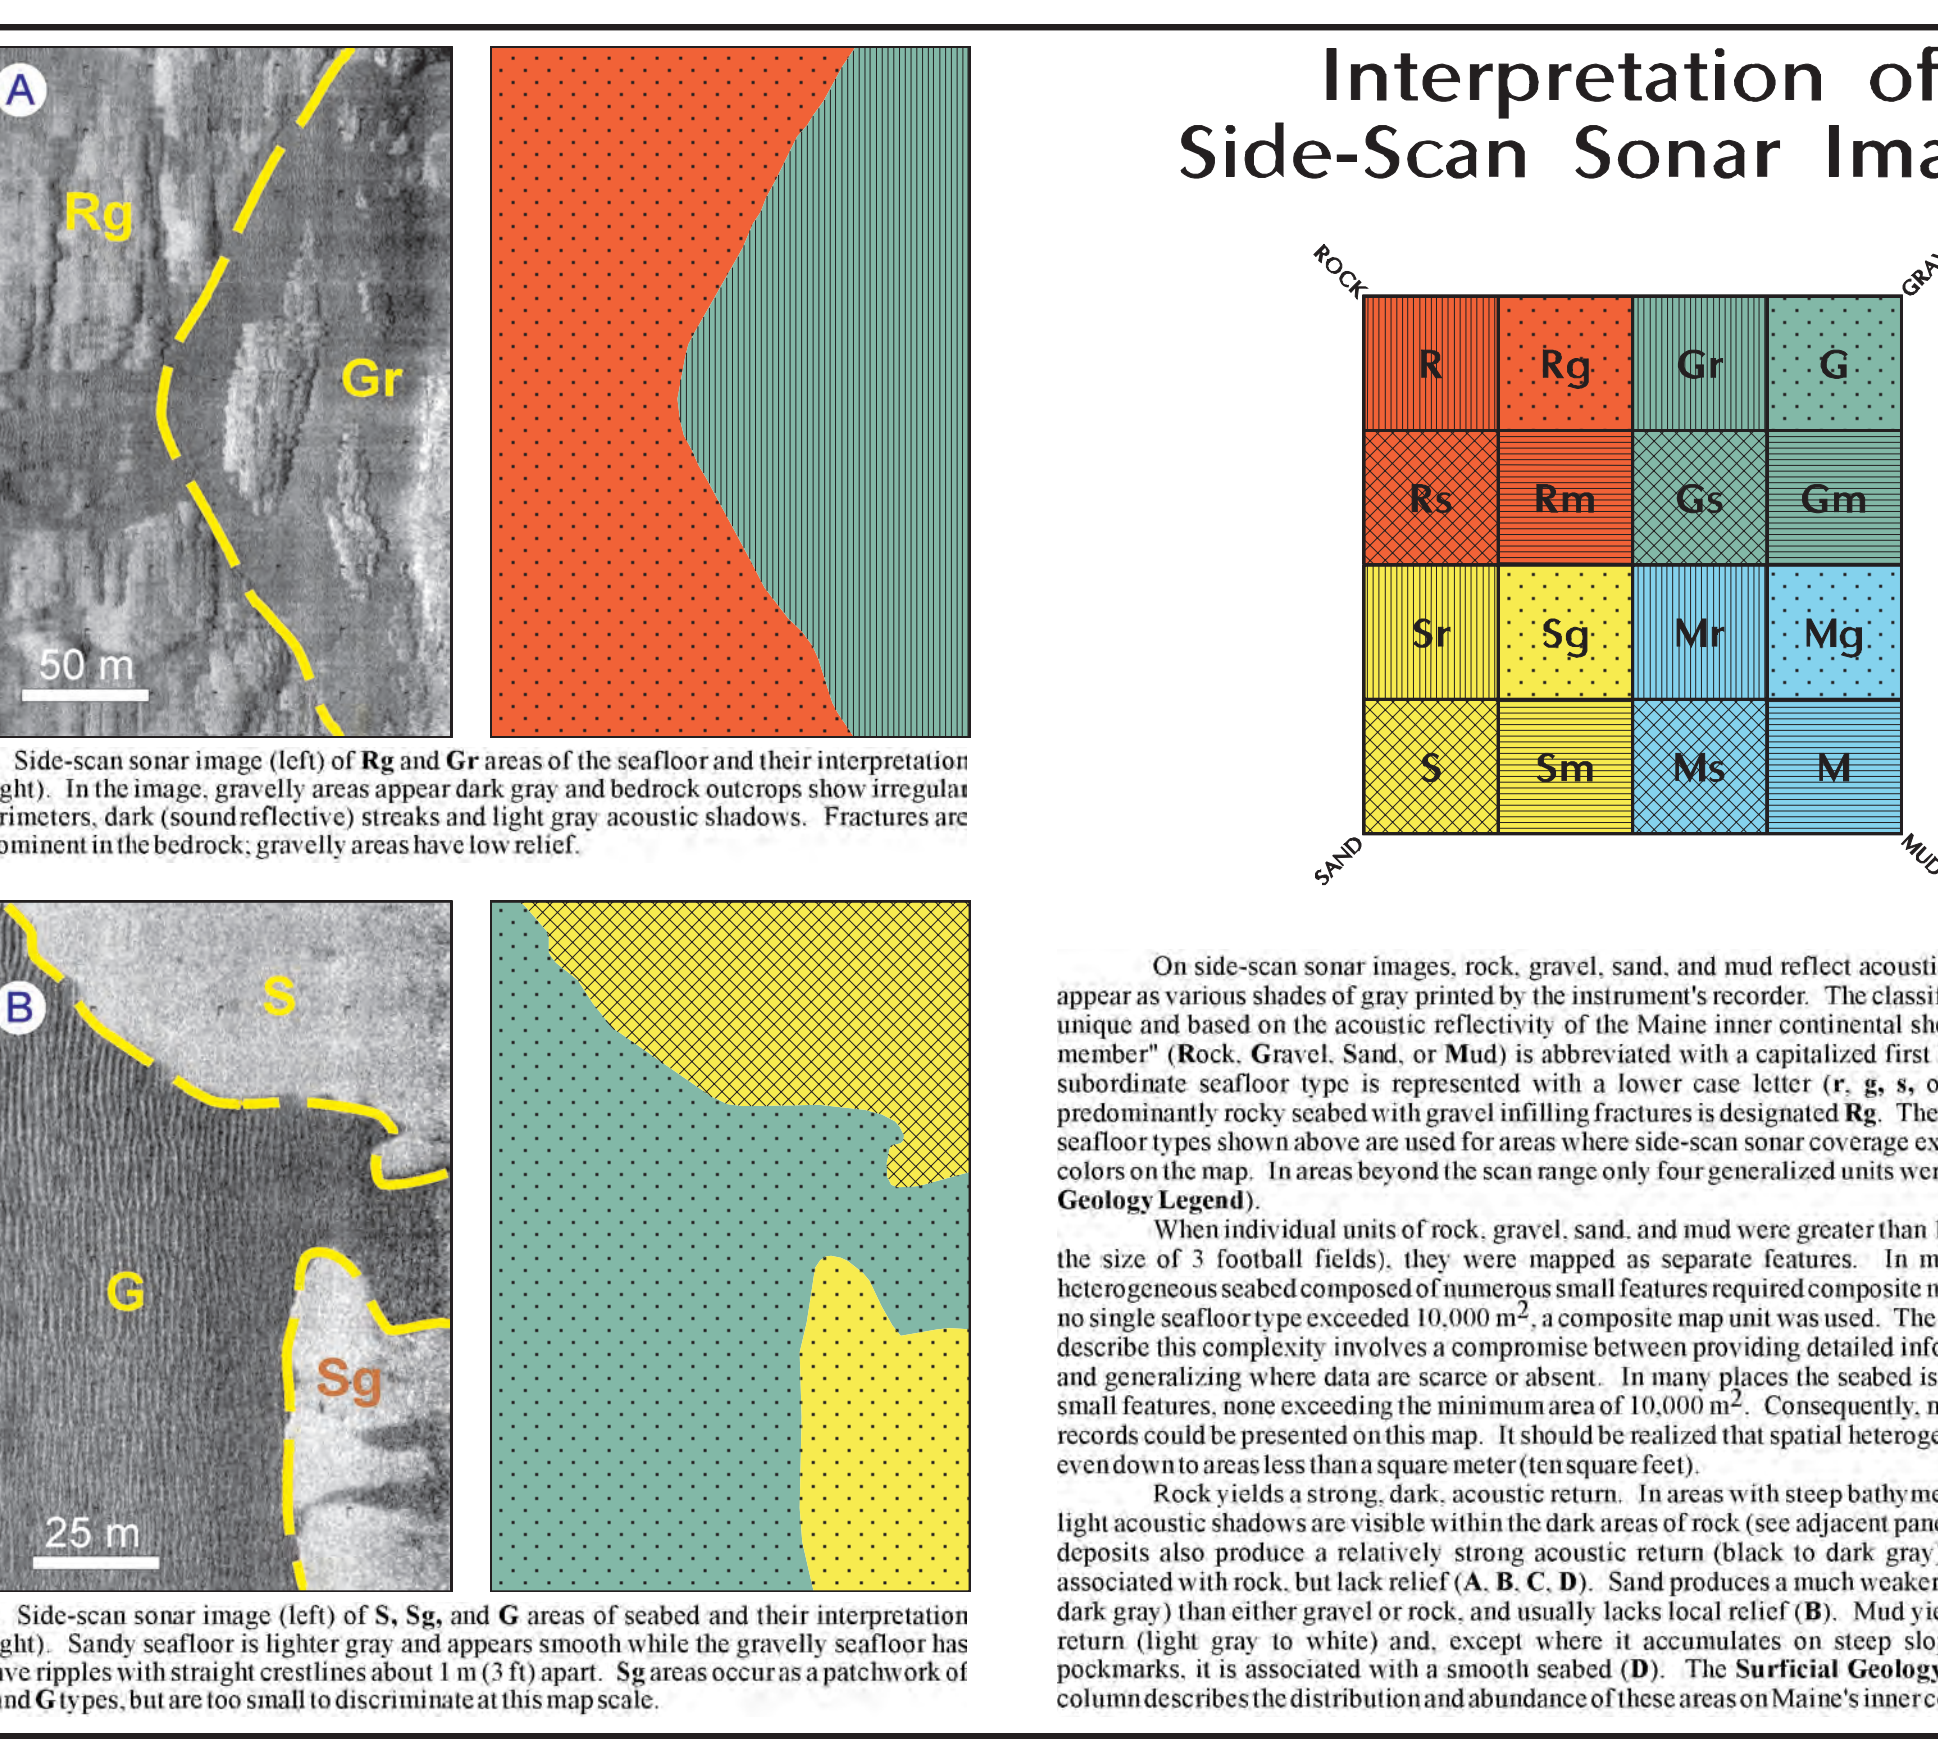 A
Rg
Gr
50 m
Side-scan sonar image (left) of Rg and Gr areas of the seafloor and their interpretation
ght). In the image, gravelly areas appear dark gray and bedrock outcrops show irregular
rimeters, dark (sound reflective) streaks and light gray acoustic shadows. Fractures are
ominent in the bedrock; gravelly areas have low relief.
B
S
G
Sg
25 m
Side-scan sonar image (left) of S, Sg, and G areas of seabed and their interpretation
ght). Sandy seafloor is lighter gray and appears smooth while the gravelly seafloor has
ve ripples with straight crestlines about 1 m (3 ft) apart. Sg areas occur as a patchwork of
nd G types, but are too small to discriminate at this map scale.
Interpretation of
Side-Scan Sonar Ima
ROCK
GRAV
R Rg Gr G
Rs Rm Gs Gm
Sr Sg Mr Mg
S Sm Ms M
SAND
MUD
On side-scan sonar images, rock, gravel, sand, and mud reflect acousti
appear as various shades of gray printed by the instrument's recorder. The classif
unique and based on the acoustic reflectivity of the Maine inner continental she
member" (Rock, Gravel, Sand, or Mud) is abbreviated with a capitalized first
subordinate seafloor type is represented with a lower case letter (r, g, s, o
predominantly rocky seabed with gravel infilling fractures is designated Rg. The
seafloor types shown above are used for areas where side-scan sonar coverage ex
colors on the map. In areas beyond the scan range only four generalized units wer
Geology Legend).
When individual units of rock, gravel, sand, and mud were greater than 1
the size of 3 football fields), they were mapped as separate features. In m
heterogeneous seabed composed of numerous small features required composite m
no single seafloor type exceeded 10,000 m2, a composite map unit was used. The
describe this complexity involves a compromise between providing detailed info
and generalizing where data are scarce or absent. In many places the seabed is
small features, none exceeding the minimum area of 10,000 m2. Consequently, n
records could be presented on this map. It should be realized that spatial heteroge
even down to areas less than a square meter (ten square feet).
Rock yields a strong, dark, acoustic return. In areas with steep bathyme
light acoustic shadows are visible within the dark areas of rock (see adjacent pane
deposits also produce a relatively strong acoustic return (black to dark gray)
associated with rock, but lack relief (A, B, C, D). Sand produces a much weaker
dark gray) than either gravel or rock, and usually lacks local relief (B). Mud yie
return (light gray to white) and, except where it accumulates on steep slop
pockmarks, it is associated with a smooth seabed (D). The Surficial Geology
column describes the distribution and abundance of these areas on Maine's inner c